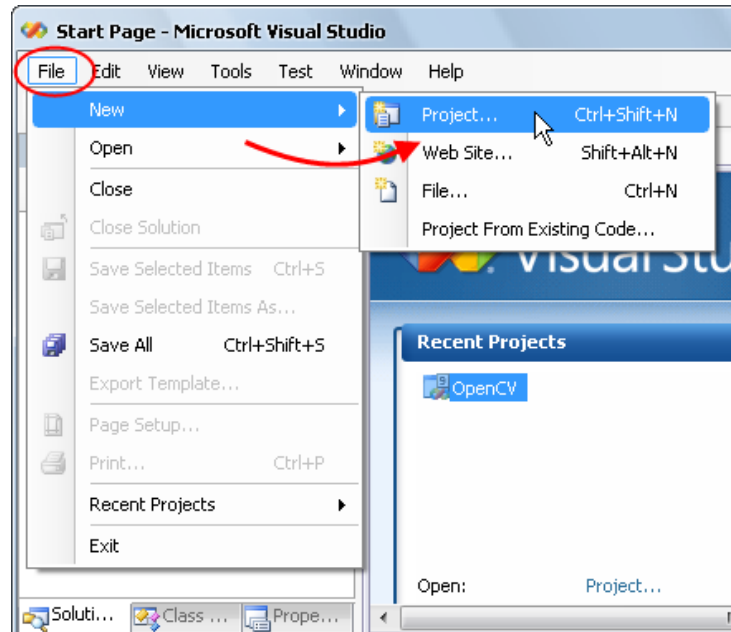 Start Page - Microsoft Visual Studio
File Edit View Tools Test Window Help
New
Project... Ctrl+Shift+N
Open
Web Site... Shift+Alt+N
Close
File... Ctrl+N
Close Solution
Project From Existing Code...
Save Selected Items Ctrl+S
Save Selected Items As...
Save All Ctrl+Shift+S
Export Template...
Page Setup...
Print... Ctrl+P
Recent Projects
Exit
Visual Stu
Recent Projects
OpenCV
Open: Project...
Soluti... Class ... Prope...